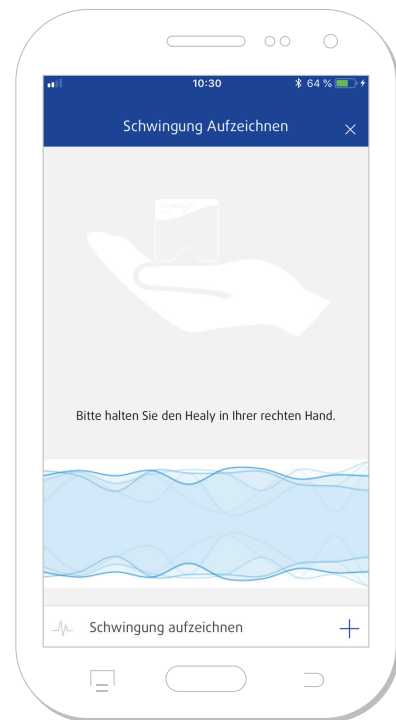 10:30
64 %
Schwingung Aufzeichnen
Bitte halten Sie den Healy in Ihrer rechten Hand.
Schwingung aufzeichnen